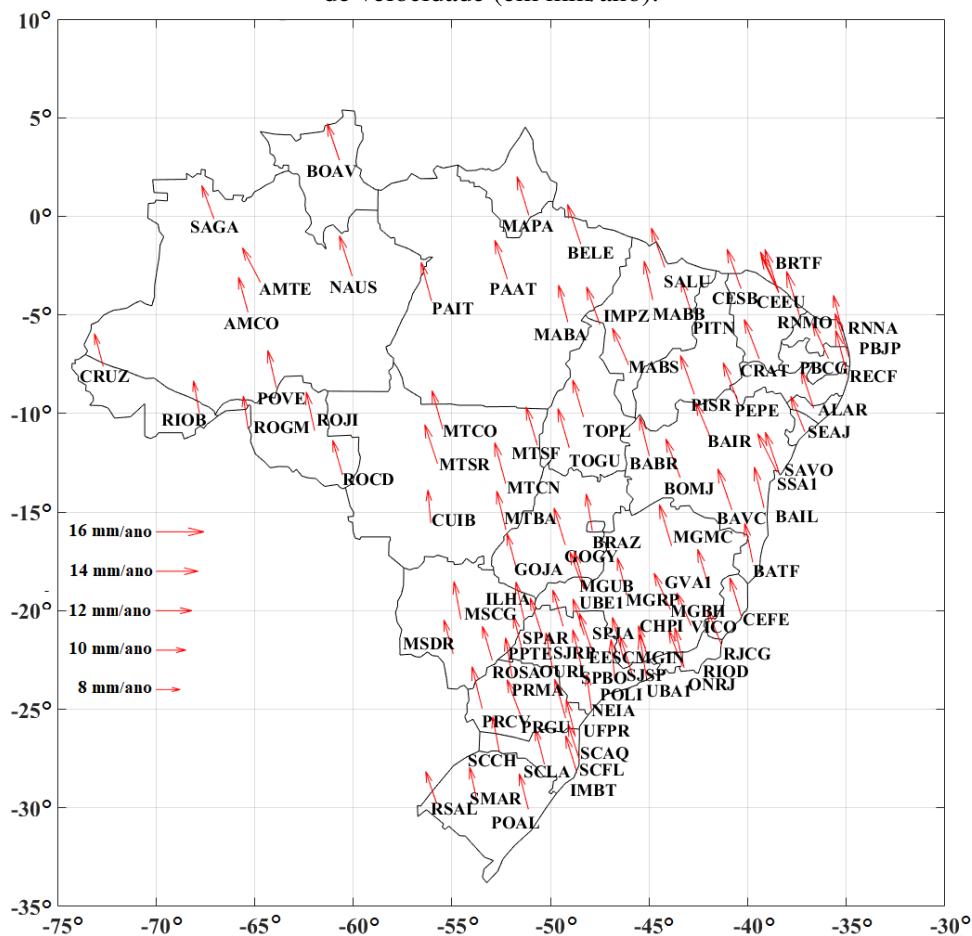 de velocidade (em mm/ano).
10°
5°
BOAV
SAGA
MAPA
0°
BELE
BRTF
AMTE
NAUS
PAAT
SALU
CESB
CEEU
PAIT
IMPZ
MABB
PITN
RNMO
RNNA
AMCO
MABA
-5°
PBJP
CRUZ
MABS
CRAT
PBCG
RECF
POVE
PISR
PEPE
ALAR
RIOB
ROGM
ROJI
-10°
MTCO
TOPL
SEAJ
MTSR
MTSF
TOGU
BABR
BAIR
SAVO
ROCD
MTCN
BOMJ
SSA1
CUIB
MTBA
BAVC
BAIL
-15°
16 mm/ano
BRAZ
MGMC
GOJA
GOGY
BATF
14 mm/ano
MGUB
GVA1
ILHA
UBE1
MGRP
MGBH
CEFE
12 mm/ano
-20°
MSCG
CHPI
VICO
MSDR
SPAR
SPJA
10 mm/ano
PPTE
SJRP
EESC
MGIN
RJCG
ROSA
OURI
SPBO
SJSP
RIOD
8 mm/ano
PRMA
POLI
UBA1
ONRJ
NEIA
PRCV
PRGU
UFPR
-25°
SCCH
SCAQ
SCLA
SCFL
IMBT
RSAL
SMAR
POAL
-30°
-35°
-75°
-70°
-65°
-60°
-55°
-50°
-45°
-40°
-35°
-30°